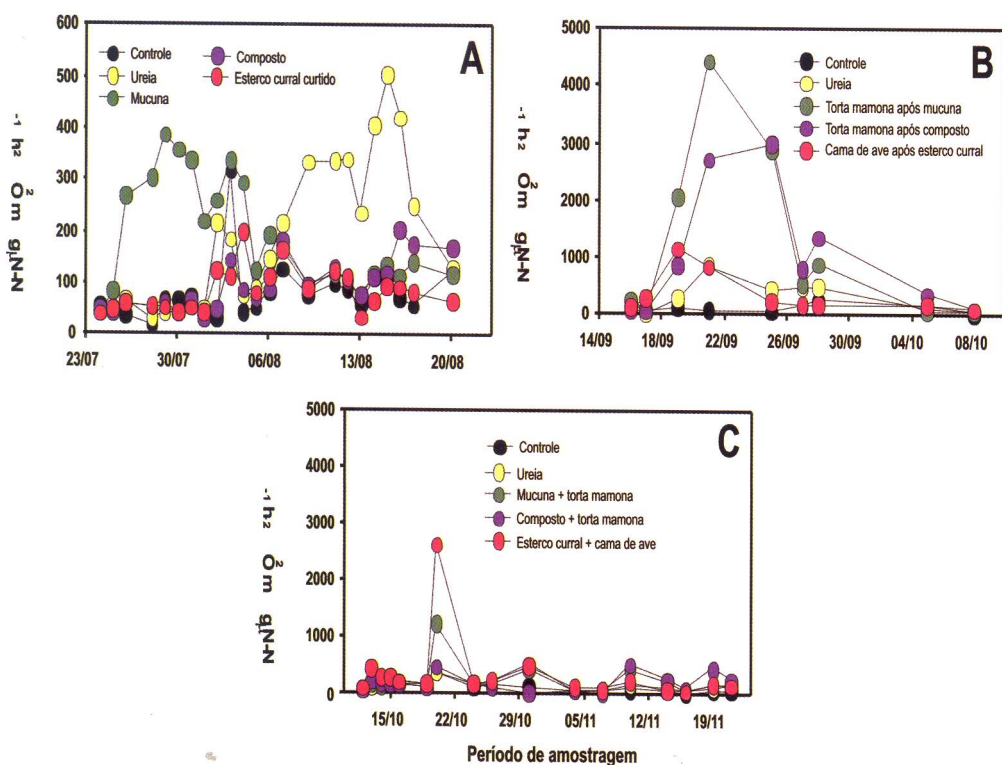 600
500
400
300
200
100
0
23/07
30/07
06/08
13/08
20/08
Controle
Ureia
Mucuna
Composto
Esterco curral curtido
A
5000
4000
3000
2000
1000
0
14/09
18/09
22/09
26/09
30/09
04/10
08/10
Controle
Ureia
Torta mamona após mucuna
Torta mamona após composto
Cama de ave após esterco curral
B
5000
4000
3000
2000
1000
0
15/10
22/10
29/10
05/11
12/11
19/11
Controle
Ureia
Mucuna + torta mamona
Composto + torta mamona
Esterco curral + cama de ave
C
Período de amostragem